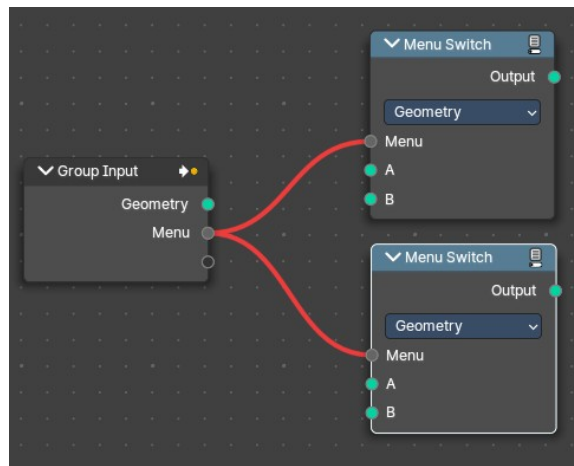 Menu Switch
Output
Geometry
Menu
A
B
Group Input
Geometry
Menu
Menu Switch
Output
Geometry
Menu
A
B